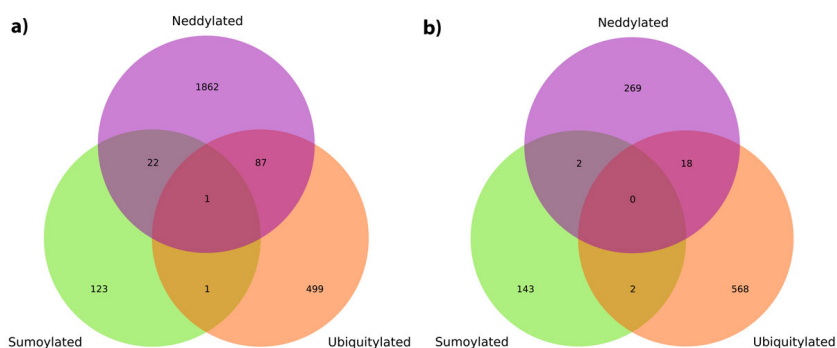 a)
Neddylated
1862
22
87
1
123
1
499
Sumoylated
Ubiquitylated
b)
Neddylated
269
2
18
0
143
2
568
Sumoylated
Ubiquitylated